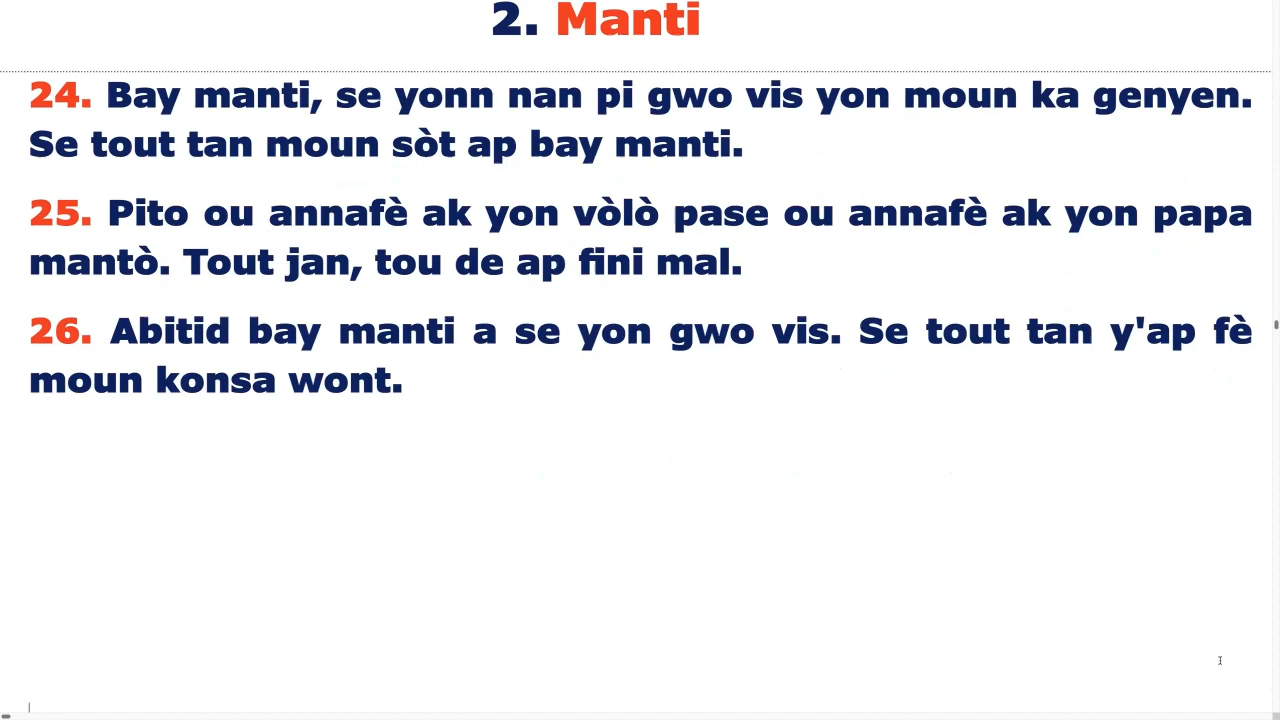 2. Manti
24. Bay manti, se yonn nan pi gwo vis yon moun ka genyen.
Se tout tan moun sòt ap bay manti.
25. Pito ou annafè ak yon vòlò pase ou annafè ak yon papa
mantò. Tout jan, tou de ap fini mal.
26. Abitid bay manti a se yon gwo vis. Se tout tan y'ap fè
moun konsa wont.